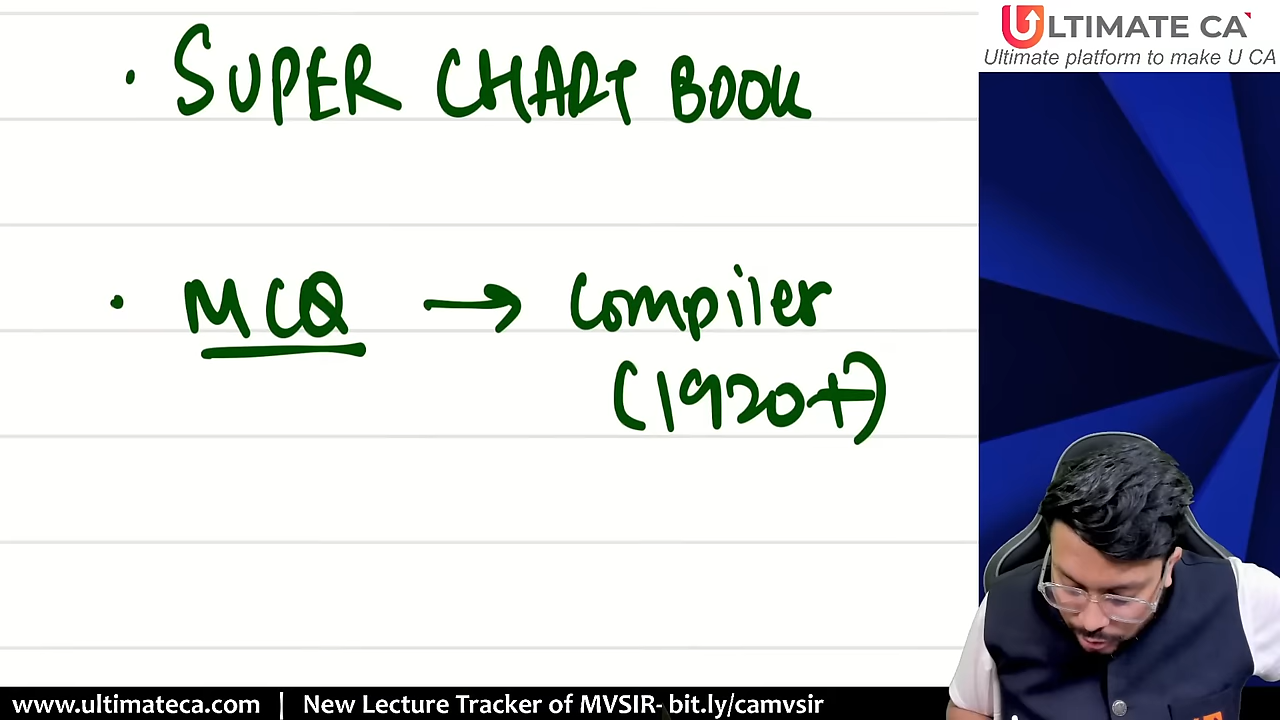 ULTIMATE CA
Ultimate platform to make U CA
• SUPER CHART BOOK
• MCQ → Compiler
(1920+)
www.ultimateca.com | New Lecture Tracker of MVSIR- bit.ly/camvsir